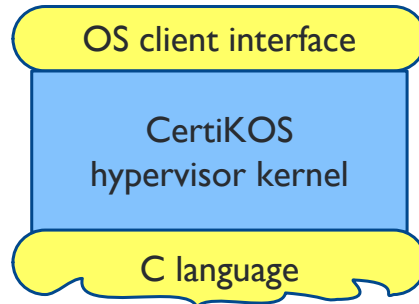 OS client interface
CertiKOS
hypervisor kernel
C language